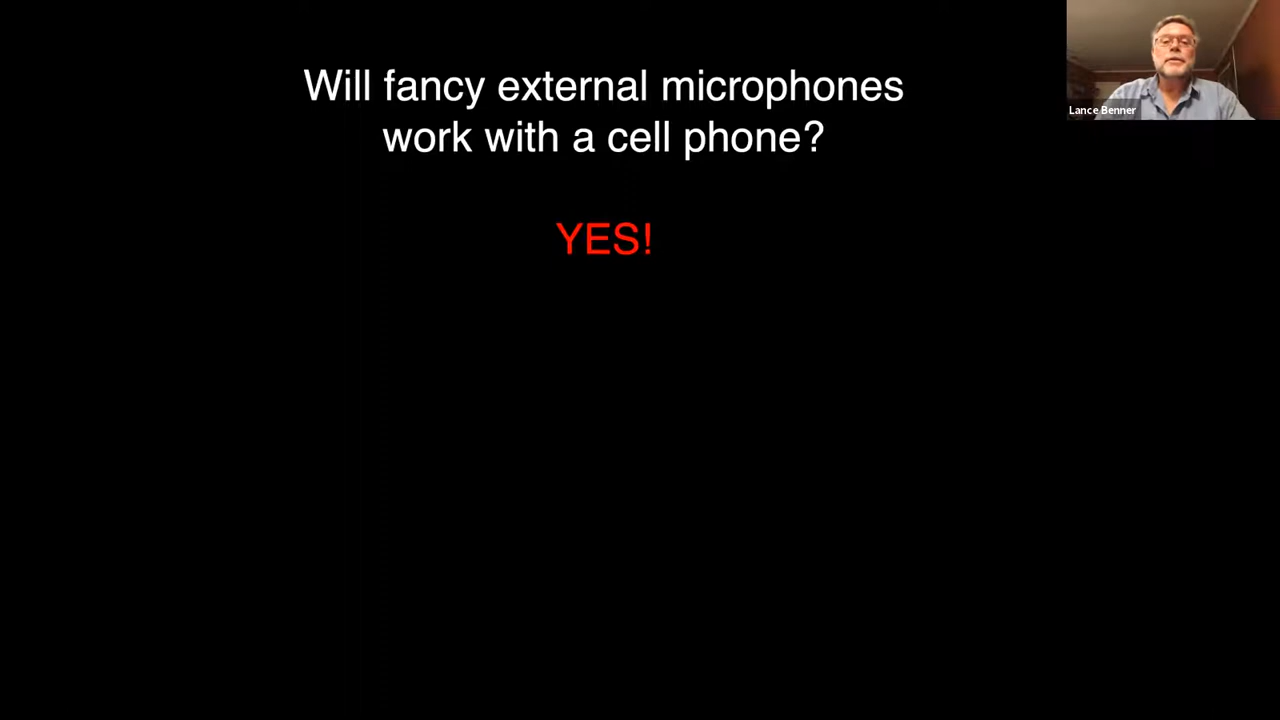 Will fancy external microphones
work with a cell phone?
YES!
Lance Benner